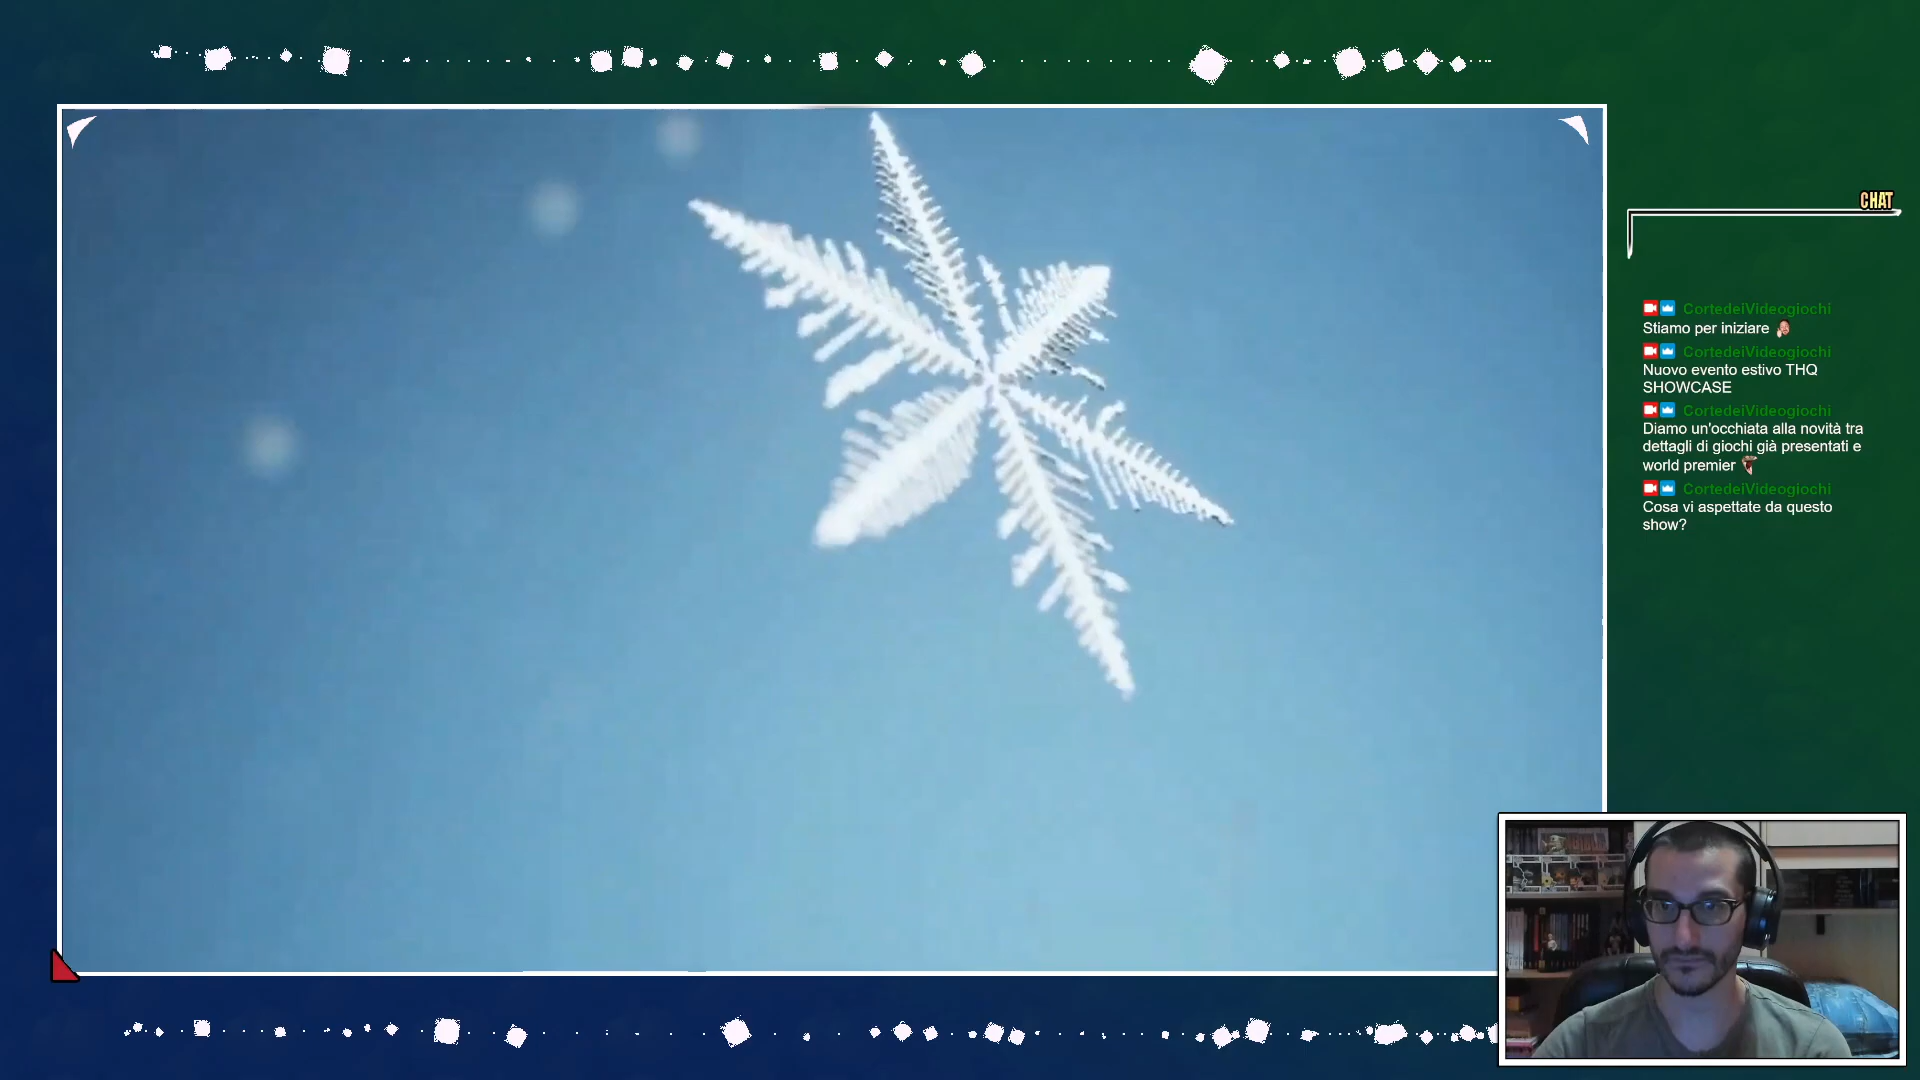 CHAT
CortedeiVideogiochi
Stiamo per iniziare
CortedeiVideogiochi
Nuovo evento estivo THQ
SHOWCASE
CortedeiVideogiochi
Diamo un'occhiata alla novità tra
dettagli di giochi già presentati e
world premier
CortedeiVideogiochi
Cosa vi aspettate da questo
show?